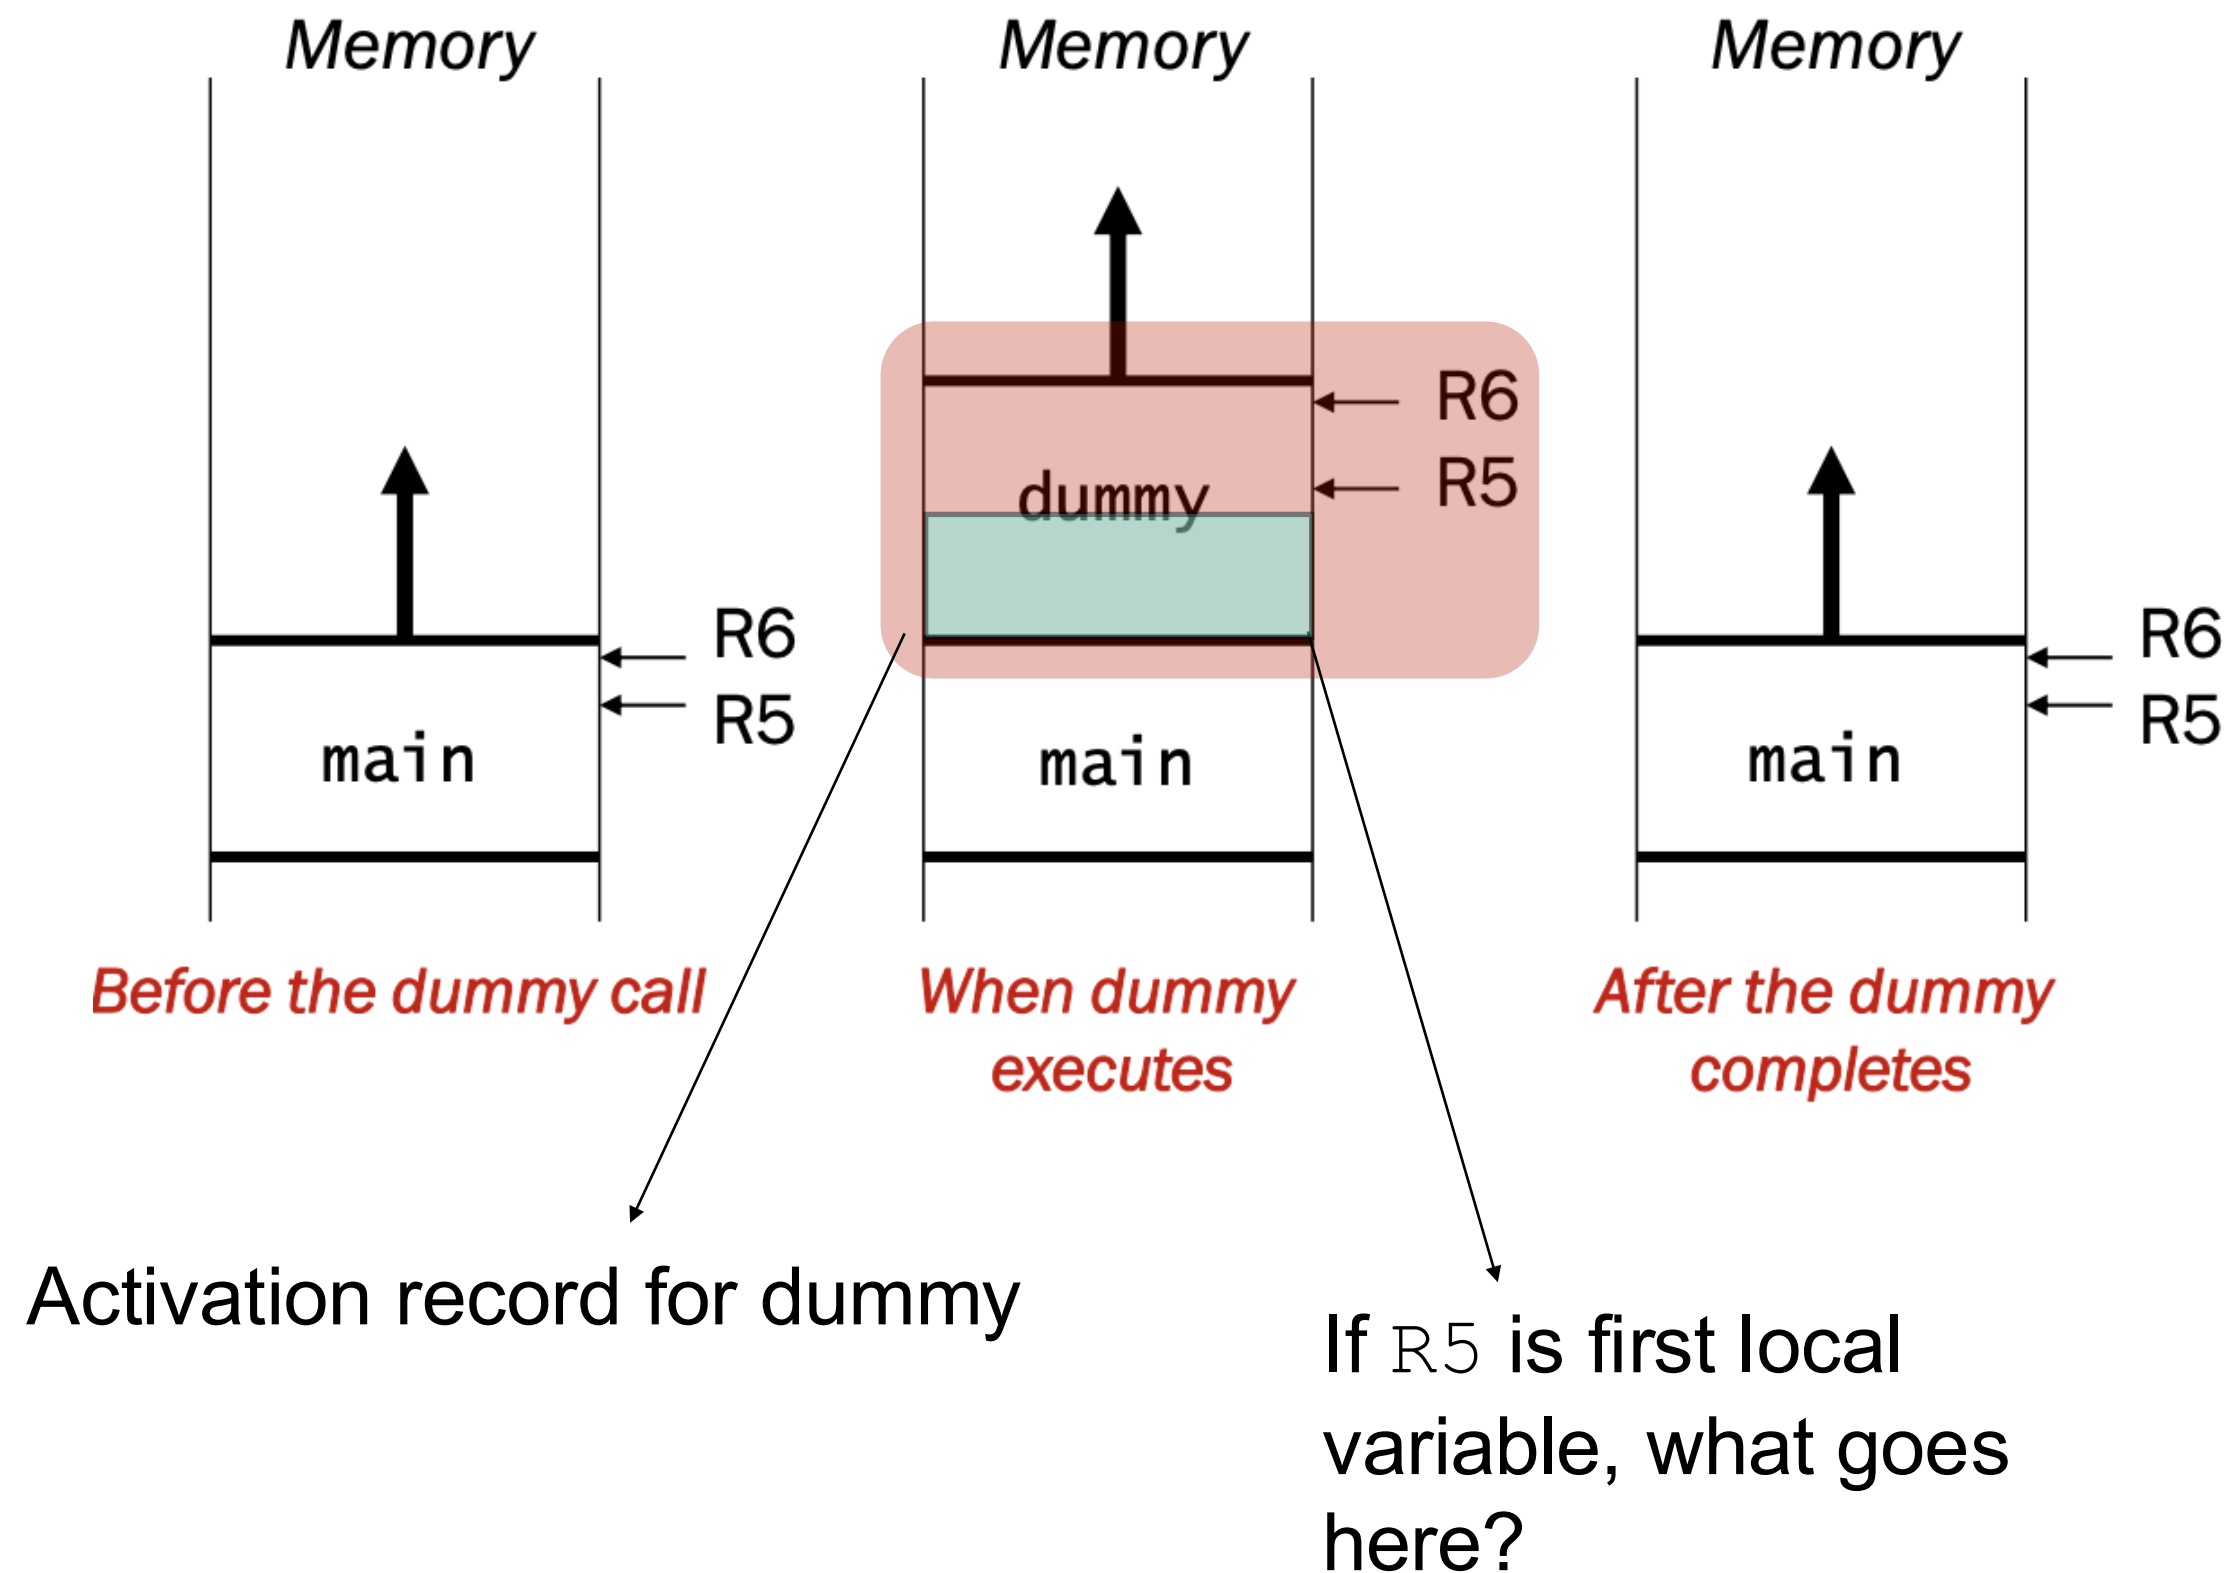 Memory
Memory
Memory
R6
R5
dummy
R6
R5
main
main
R6
R5
main
Before the dummy call
When dummy
executes
After the dummy
completes
Activation record for dummy
If R5 is first local
variable, what goes
here?